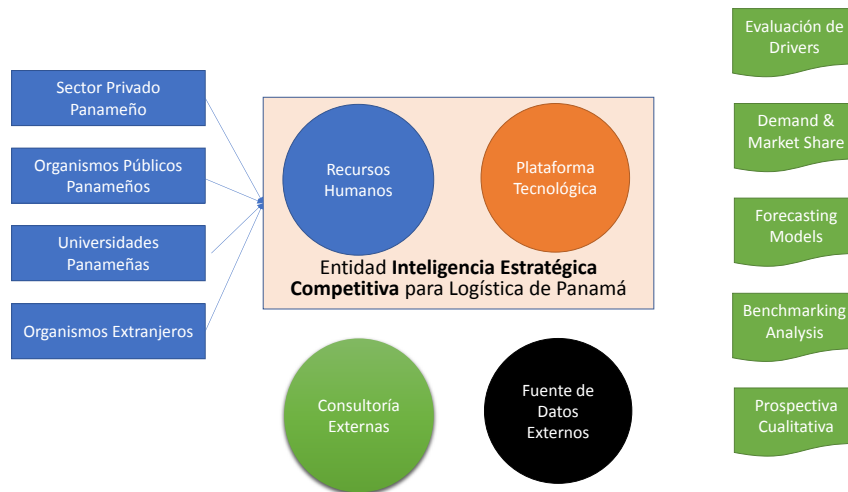 Sector Privado
Panameño
Organismos Públicos
Panameños
Universidades
Panameñas
Organismos Extranjeros
Recursos
Humanos
Plataforma
Tecnológica
Entidad Inteligencia Estratégica
Competitiva para Logística de Panamá
Consultoría
Externas
Fuente de
Datos
Externos
Evaluación de
Drivers
Demand &
Market Share
Forecasting
Models
Benchmarking
Analysis
Prospectiva
Cualitativa